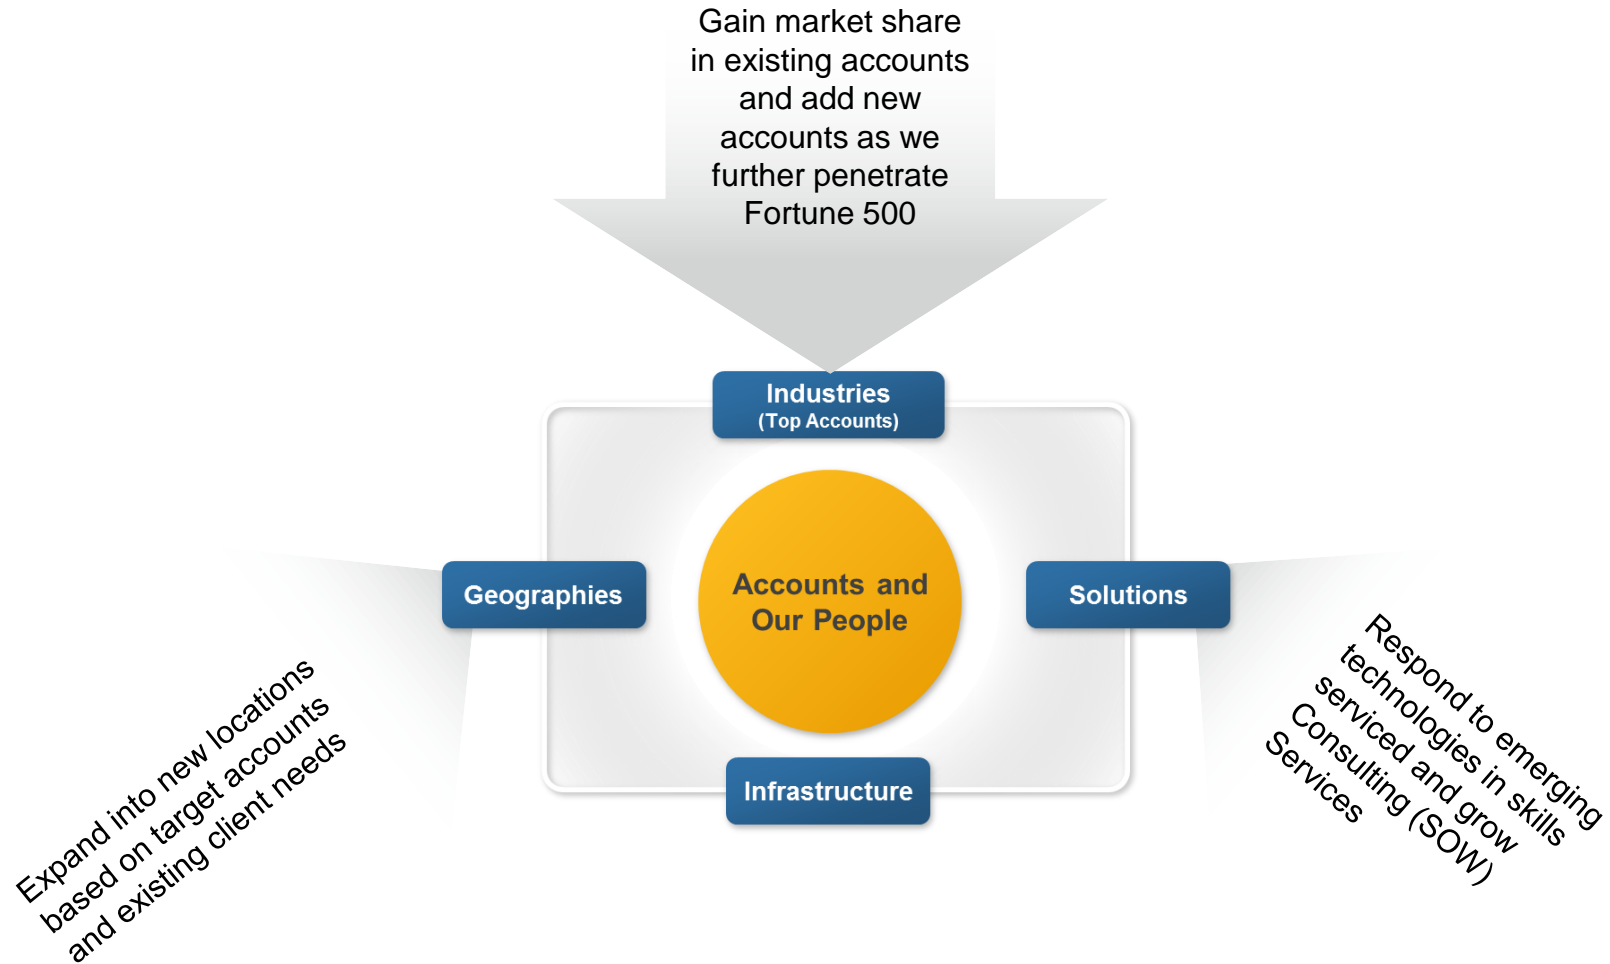 Gain market share
in existing accounts
and add new
accounts as we
further penetrate
Fortune 500
Industries
(Top Accounts)
Geographies
Accounts and
Our People
Solutions
Infrastructure
Expand into new locations
based on target accounts
and existing client needs
Respond to emerging
technologies in skills
serviced and grow
Consulting (SOW)
Services